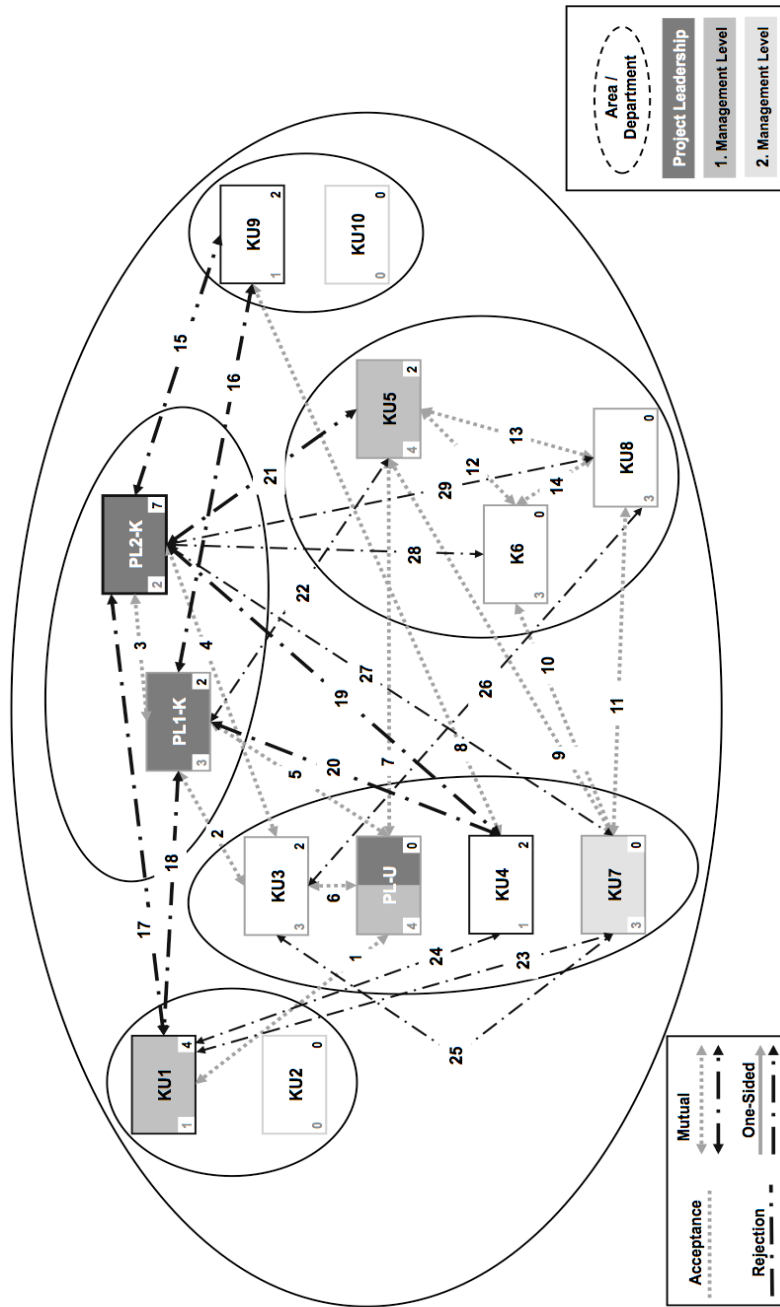 PL2-K
2 7
17
3
KU1
1 4
18
PL1-K
3 2
15
2
4
16
KU9
1 2
KU3
3 2
5
21
KU2
0 0
6
20
19
22
KU10
0 0
1
PL-U
4 0
7
27
KU5
4 2
28
24
8
29
12
25
KU4
1 2
26
K6
3 0
13
23
9
10
14
KU7
3 0
11
KU8
3 0
Acceptance
Rejection
Mutual
One-Sided
Area /
Department
Project Leadership
1. Management Level
2. Management Level